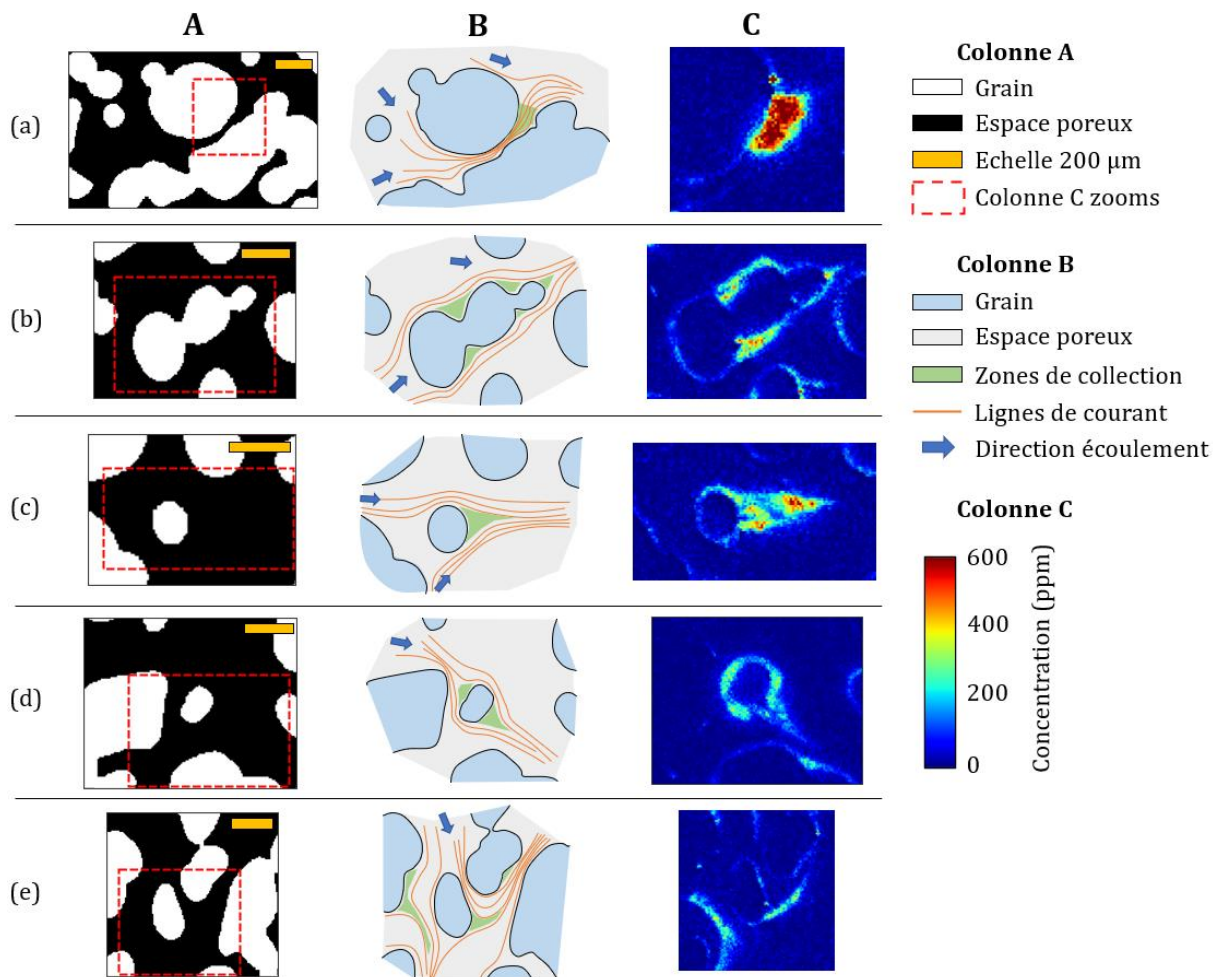 A
B
C
(a)
(b)
(c)
(d)
(e)
Colonne A
Grain
Espace poreux
Echelle 200 µm
Colonne C zooms
Colonne B
Grain
Espace poreux
Zones de collection
Lignes de courant
Direction écoulement
Colonne C
600
400
200
0
Concentration (ppm)